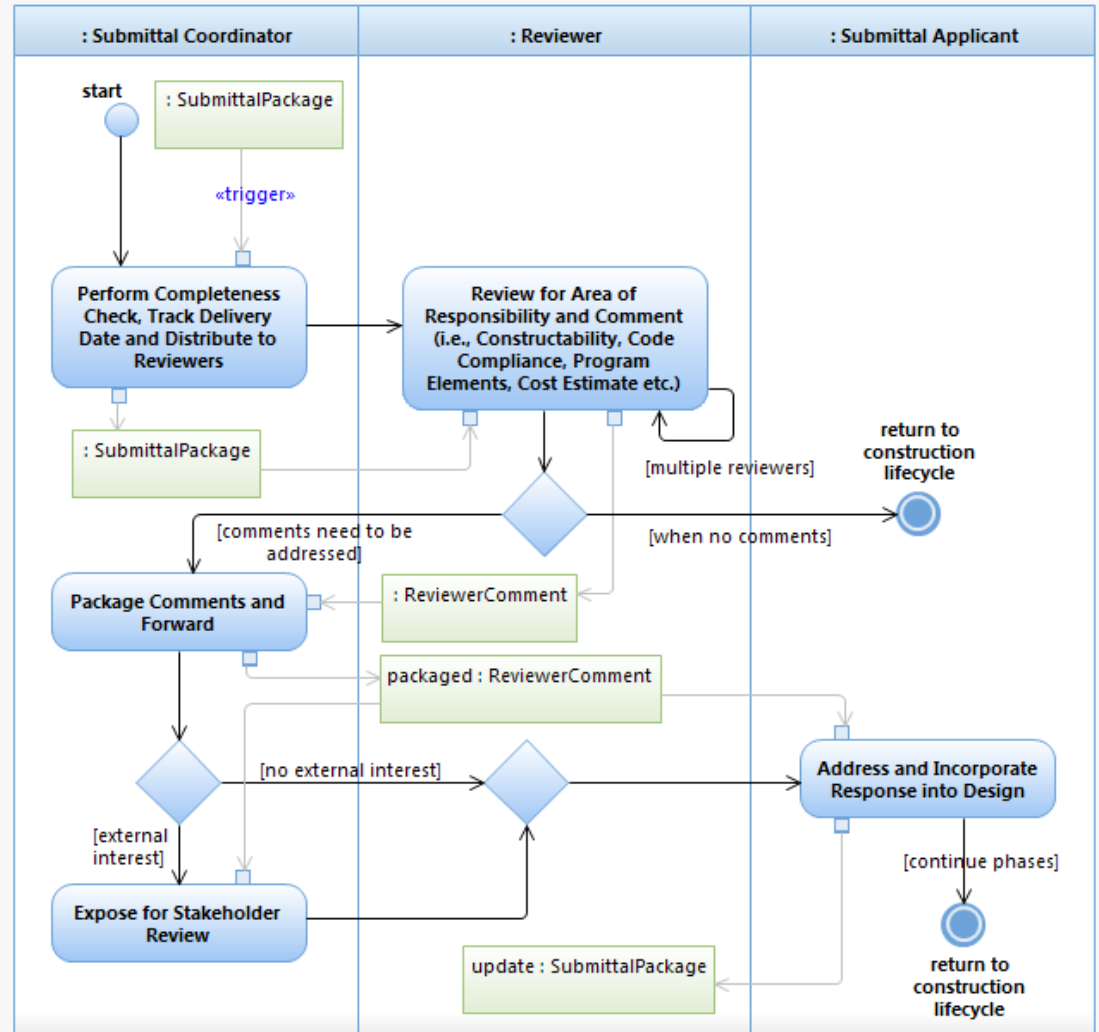 : Submittal Coordinator
: Reviewer
: Submittal Applicant
start
: SubmittalPackage
«trigger»
Perform Completeness
Check, Track Delivery
Date and Distribute to
Reviewers
Review for Area of
Responsibility and Comment
(i.e., Constructability, Code
Compliance, Program
Elements, Cost Estimate etc.)
: SubmittalPackage
[multiple reviewers]
return to
construction
lifecycle
[comments need to be
addressed]
[when no comments]
Package Comments and
Forward
: ReviewerComment
packaged : ReviewerComment
[no external interest]
Address and Incorporate
Response into Design
[external
interest]
[continue phases]
Expose for Stakeholder
Review
update : SubmittalPackage
return to
construction
lifecycle